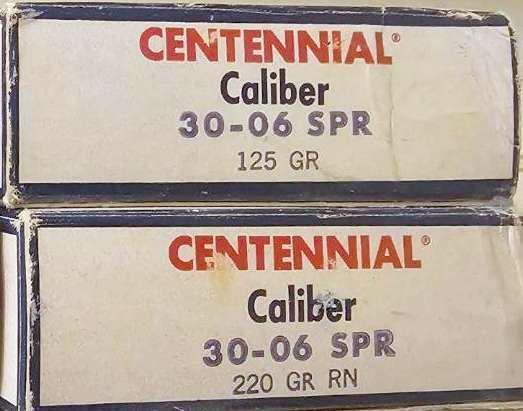 CENTENNIAL®
Caliber
30-06 SPR
125 GR
CENTENNIAL®
Caliber
30-06 SPR
220 GR RN